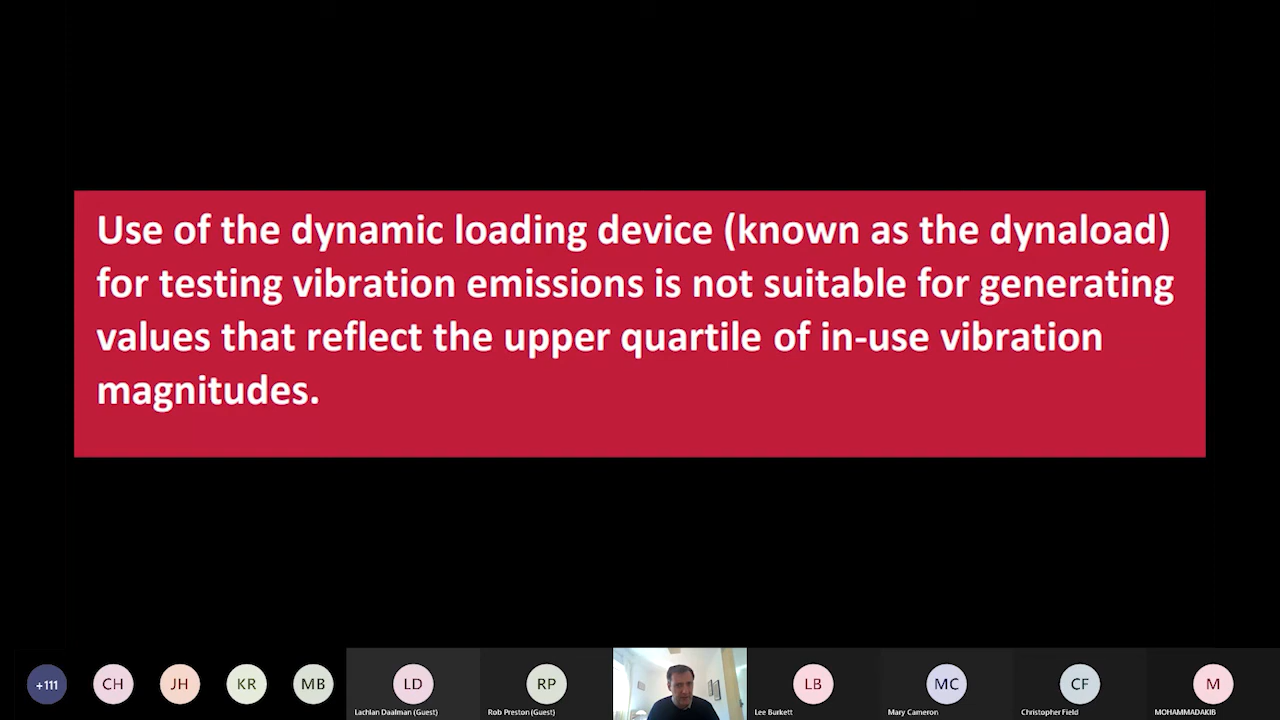 Use of the dynamic loading device (known as the dynaload)
for testing vibration emissions is not suitable for generating
values that reflect the upper quartile of in-use vibration
magnitudes.
+111
CH
JH
KR
MB
LD
RP
LB
MC
CF
M
Lachlan Daalman (Guest)
Rob Preston (Guest)
Lee Burkett
Mary Cameron
Christopher Field
MOHAMMADAKIB